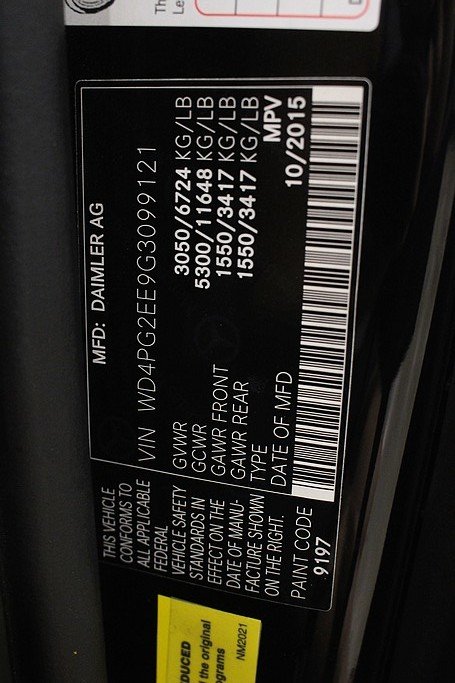 Th
Le
MFD: DAIMLER AG
VIN WD4PG2EE9G3099121
GVWR 3050/6724 KG/LB
GCWR 5300/11648 KG/LB
GAWR FRONT 1550/3417 KG/LB
GAWR REAR 1550/3417 KG/LB
TYPE MPV
DATE OF MFD 10/2015
THIS VEHICLE
CONFORMS TO
ALL APPLICABLE
FEDERAL
VEHICLE SAFETY
STANDARDS IN
EFFECT ON THE
DATE OF MANU-
FACTURE SHOWN
ON THE RIGHT.
PAINT CODE
9197
DUCED
the original
ograms
NM2021